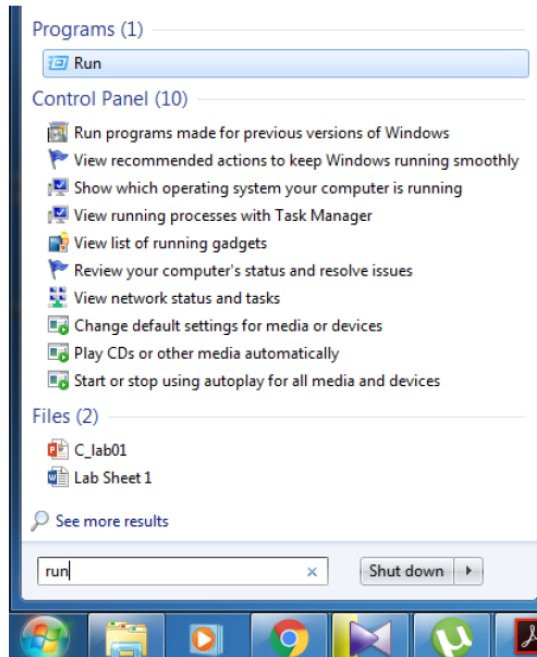 Programs (1)
Run
Control Panel (10)
Run programs made for previous versions of Windows
View recommended actions to keep Windows running smoothly
Show which operating system your computer is running
View running processes with Task Manager
View list of running gadgets
Review your computer's status and resolve issues
View network status and tasks
Change default settings for media or devices
Play CDs or other media automatically
Start or stop using autoplay for all media and devices
Files (2)
C_lab01
Lab Sheet 1
See more results
run
Shut down